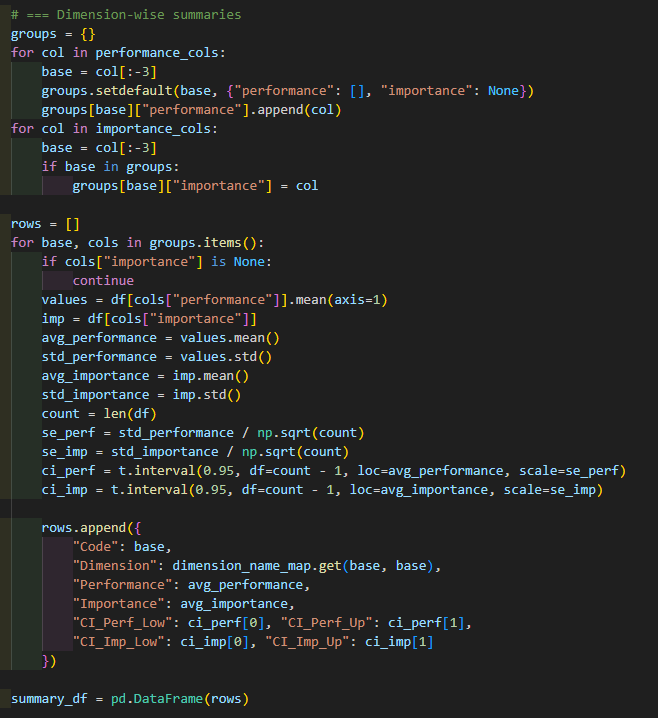 # === Dimension-wise summaries
groups = {}
for col in performance_cols:
    base = col[:-3]
    groups.setdefault(base, {"performance": [], "importance": None})
    groups[base]["performance"].append(col)
for col in importance_cols:
    base = col[:-3]
    if base in groups:
        groups[base]["importance"] = col

rows = []
for base, cols in groups.items():
    if cols["importance"] is None:
        continue
    values = df[cols["performance"]].mean(axis=1)
    imp = df[cols["importance"]]
    avg_performance = values.mean()
    std_performance = values.std()
    avg_importance = imp.mean()
    std_importance = imp.std()
    count = len(df)
    se_perf = std_performance / np.sqrt(count)
    se_imp = std_importance / np.sqrt(count)
    ci_perf = t.interval(0.95, df=count - 1, loc=avg_performance, scale=se_perf)
    ci_imp = t.interval(0.95, df=count - 1, loc=avg_importance, scale=se_imp)

    rows.append({
        "Code": base,
        "Dimension": dimension_name_map.get(base, base),
        "Performance": avg_performance,
        "Importance": avg_importance,
        "CI_Perf_Low": ci_perf[0], "CI_Perf_Up": ci_perf[1],
        "CI_Imp_Low": ci_imp[0], "CI_Imp_Up": ci_imp[1]
    })

summary_df = pd.DataFrame(rows)